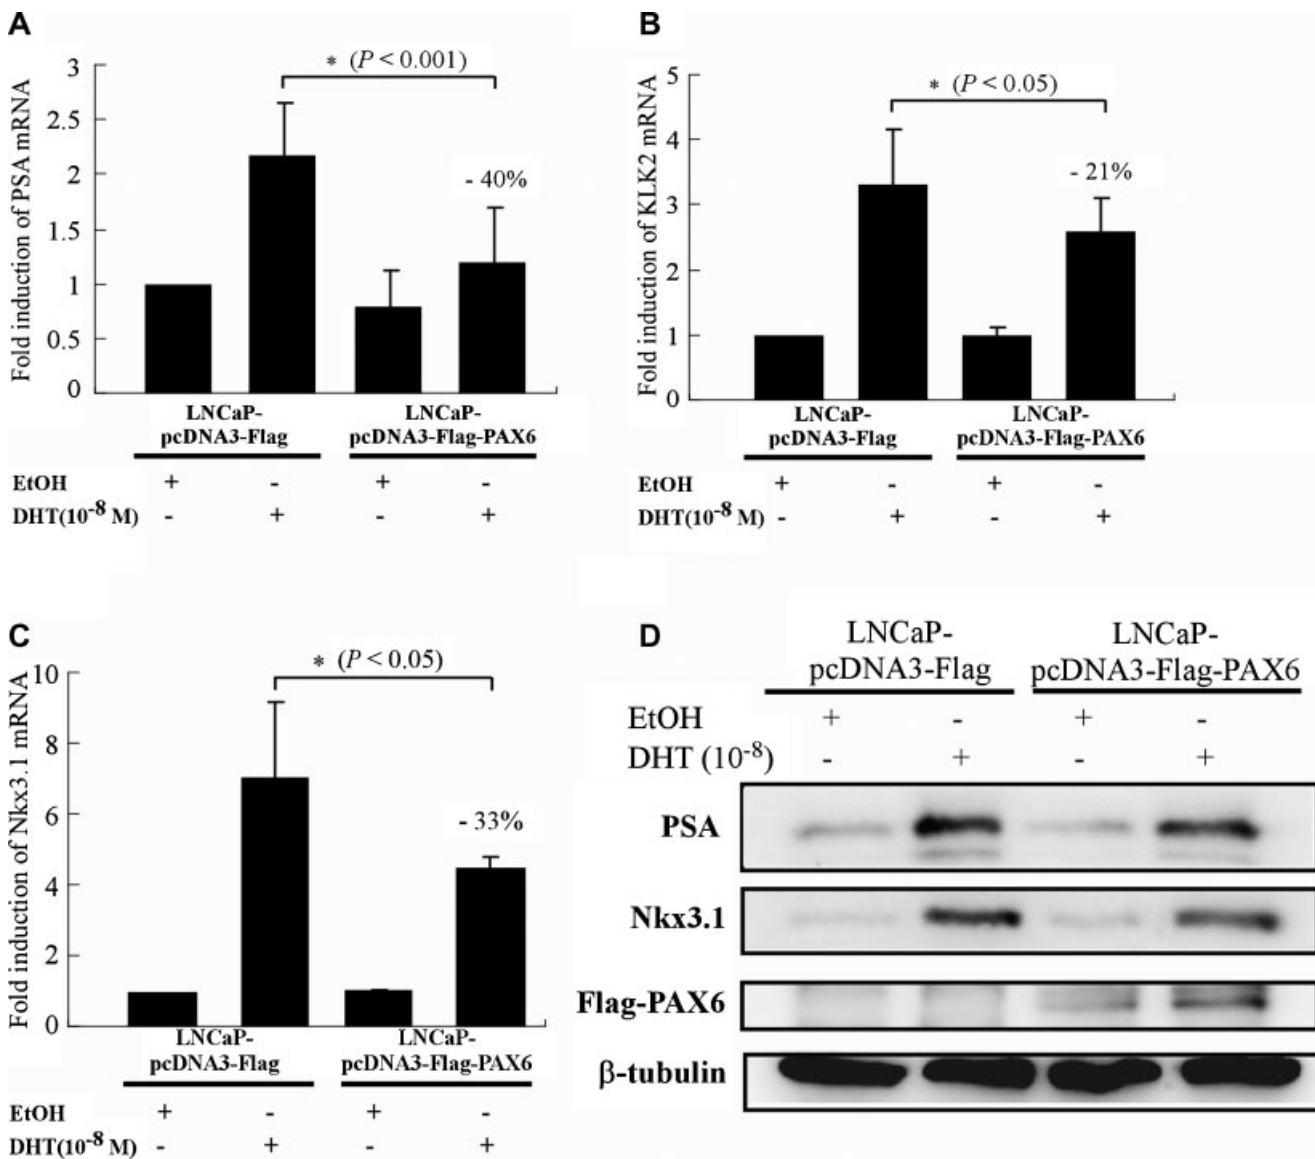 A
Fold induction of PSA mRNA
3
2.5
2
1.5
1
0.5
0
* (P < 0.001)
- 40%
LNCaP-
pcDNA3-Flag
LNCaP-
pcDNA3-Flag-PAX6
EtOH + - + -
DHT(10⁻⁸ M) - + - +
B
Fold induction of KLK2 mRNA
5
4
3
2
1
0
* (P < 0.05)
- 21%
LNCaP-
pcDNA3-Flag
LNCaP-
pcDNA3-Flag-PAX6
EtOH + - + -
DHT(10⁻⁸ M) - + - +
C
Fold induction of Nkx3.1 mRNA
10
8
6
4
2
0
* (P < 0.05)
- 33%
LNCaP-
pcDNA3-Flag
LNCaP-
pcDNA3-Flag-PAX6
EtOH + - + -
DHT(10⁻⁸ M) - + - +
D
LNCaP-
pcDNA3-Flag
LNCaP-
pcDNA3-Flag-PAX6
EtOH + - + -
DHT (10⁻⁸) - + - +
PSA
Nkx3.1
Flag-PAX6
β-tubulin